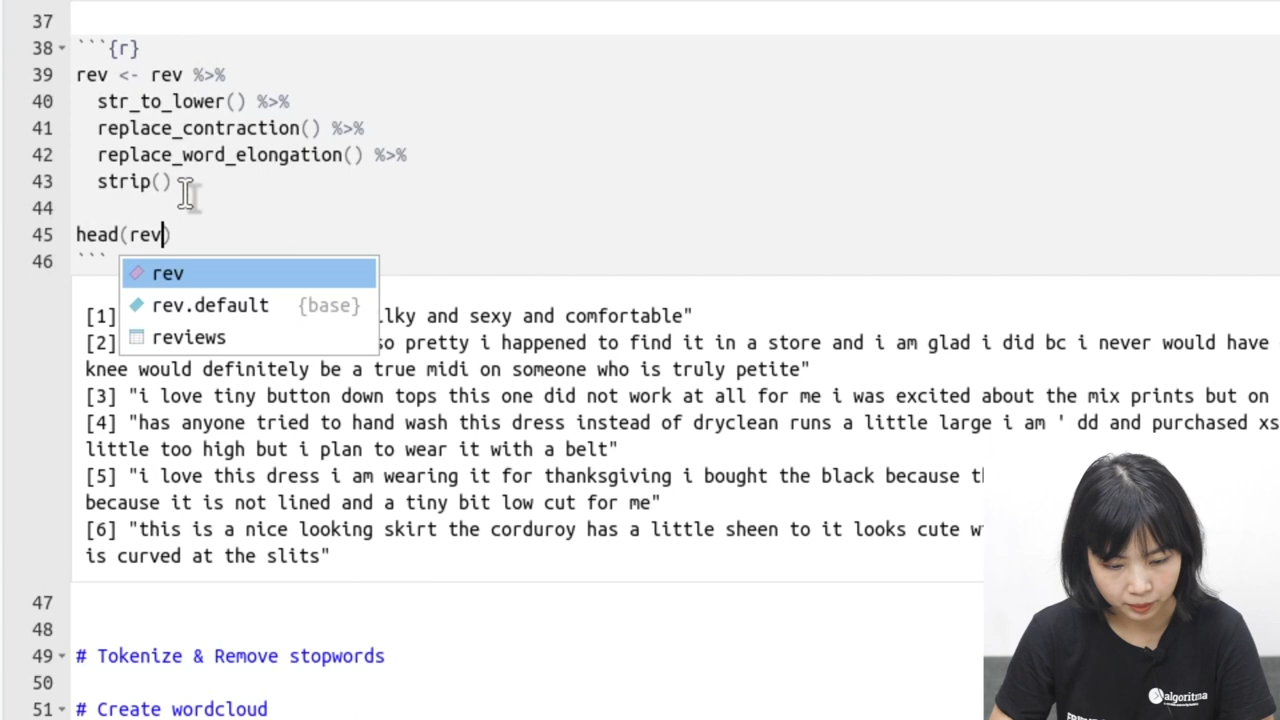 37
38 ```{r}
39 rev <- rev %>%
40 str_to_lower() %>%
41 replace_contraction() %>%
42 replace_word_elongation() %>%
43 strip()
44
45 head(rev)
46 ```
rev
rev.default {base}
reviews
[1] lky and sexy and comfortable"
[2] so pretty i happened to find it in a store and i am glad i did bc i never would have
knee would definitely be a true midi on someone who is truly petite"
[3] "i love tiny button down tops this one did not work at all for me i was excited about the mix prints but on
[4] "has anyone tried to hand wash this dress instead of dryclean runs a little large i am ' dd and purchased xs
little too high but i plan to wear it with a belt"
[5] "i love this dress i am wearing it for thanksgiving i bought the black because
because it is not lined and a tiny bit low cut for me"
[6] "this is a nice looking skirt the corduroy has a little sheen to it looks cute
is curved at the slits"
47
48
49 # Tokenize & Remove stopwords
50
51 # Create wordcloud
algoritma